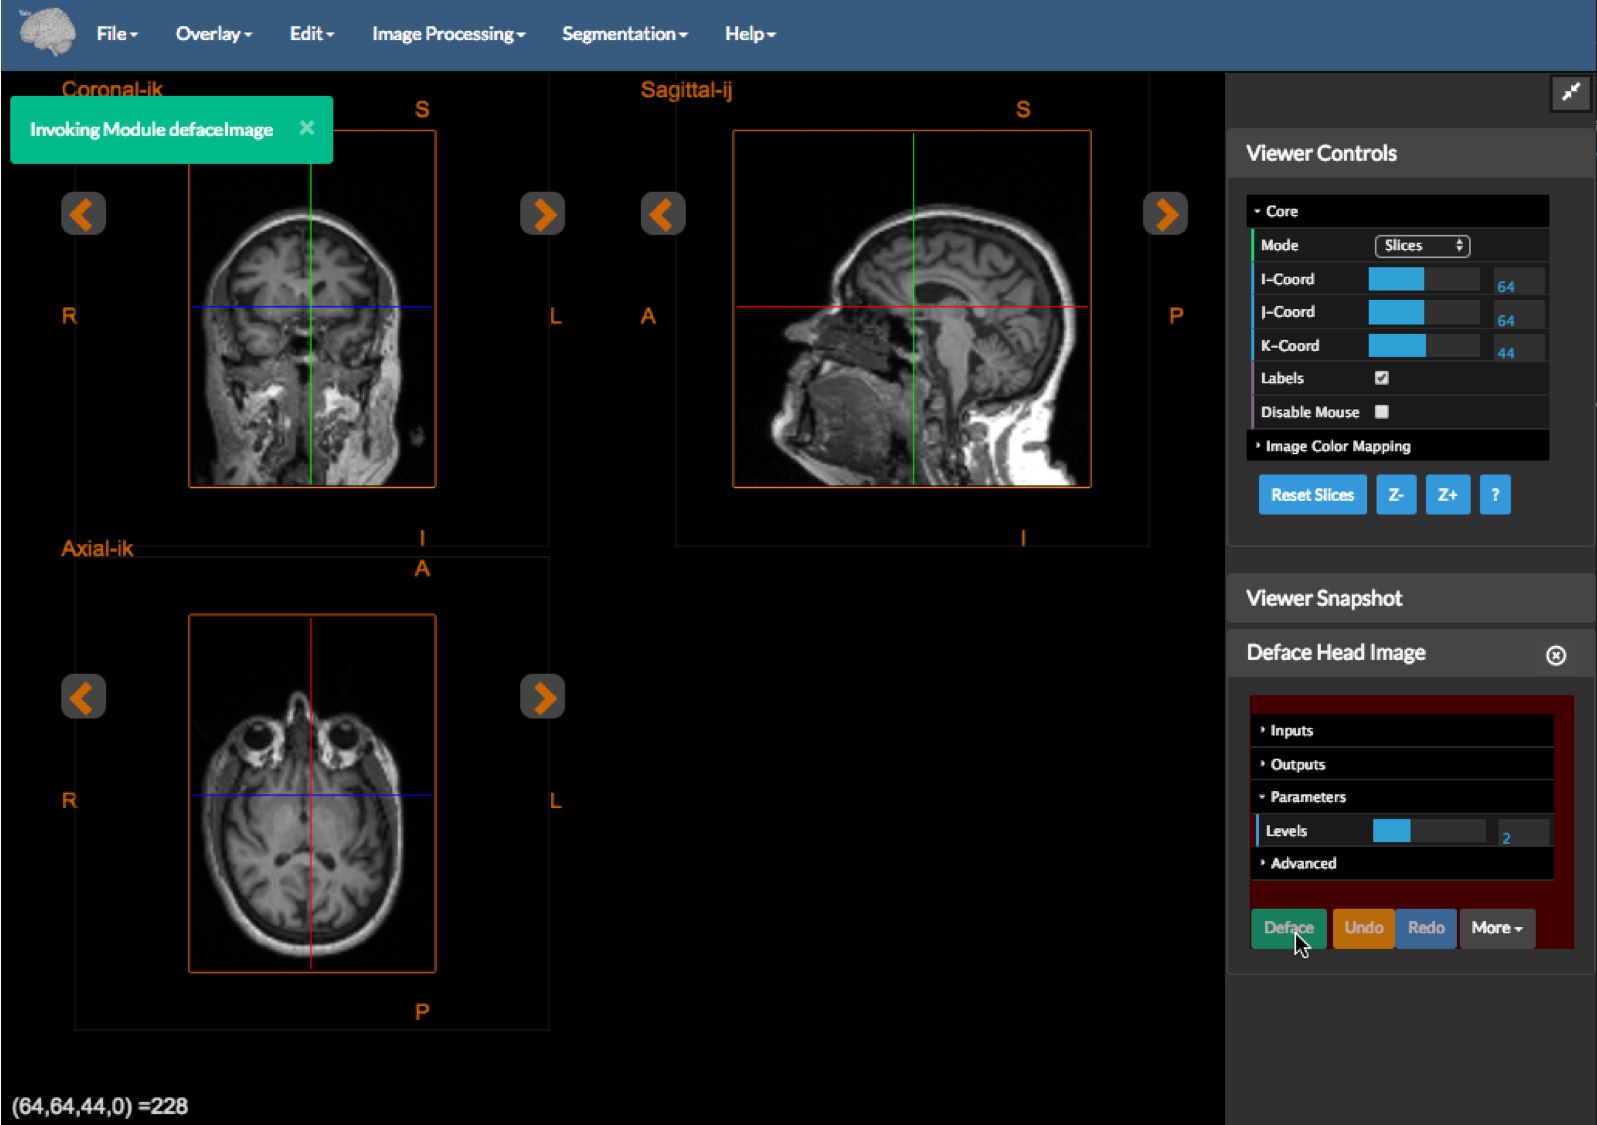 Yale
File
Overlay
Edit
Image Processing
Segmentation
Help
Coronal-ik
Sagittal-ij
Invoking Module defaceImage ×
S
S
R
L
A
P
I
I
Axial-ik
A
R
L
P
(64,64,44,0) =228
Viewer Controls
Core
Mode Slices
I-Coord 64
J-Coord 64
K-Coord 44
Labels
Disable Mouse
Image Color Mapping
Reset Slices Z- Z+ ?
Viewer Snapshot
Deface Head Image
Inputs
Outputs
Parameters
Levels 2
Advanced
Deface Undo Redo More